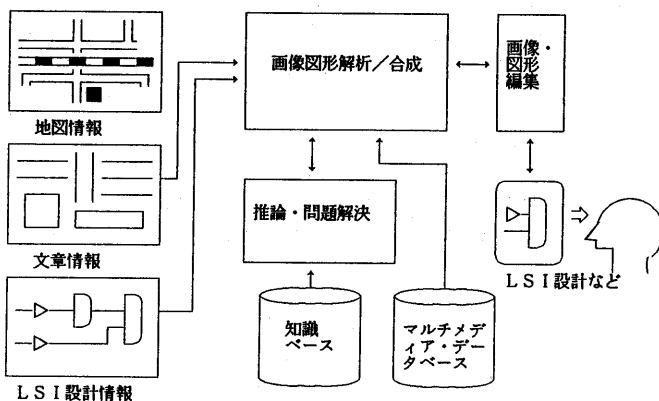 地図情報
文章情報
LSI設計情報
画像図形解析/合成
推論・問題解決
知識
ベース
マルチメデ
ィア・デー
タベース
画像・
図形
編集
LSI設計など